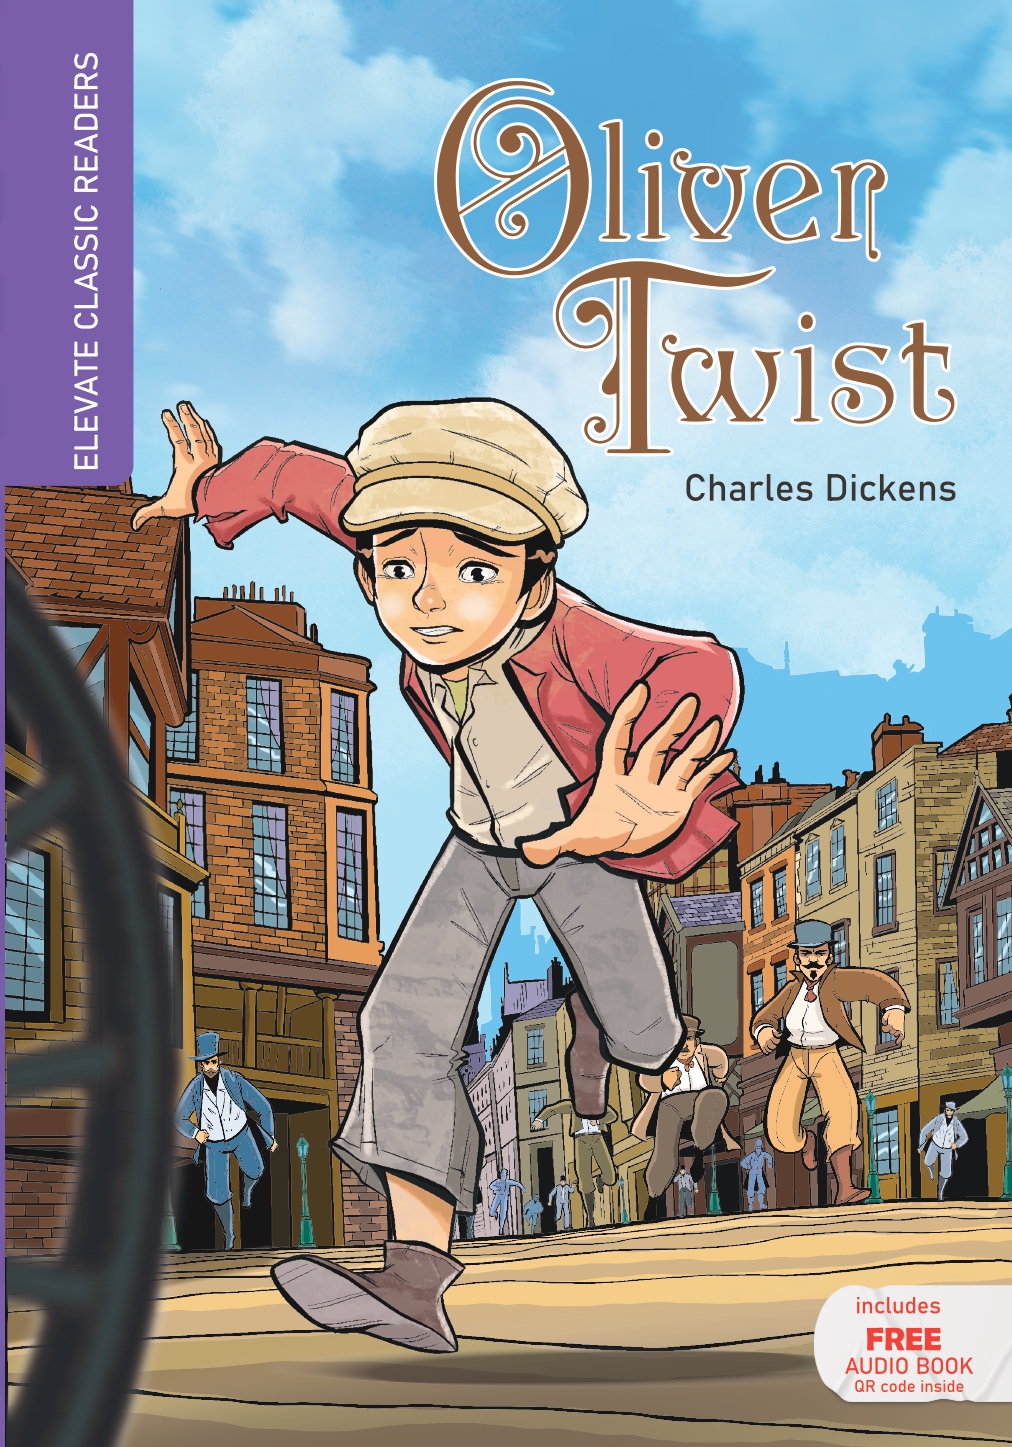 ELEVATE CLASSIC READERS
Oliver
Twist
Charles Dickens
includes
FREE
AUDIO BOOK
QR code inside